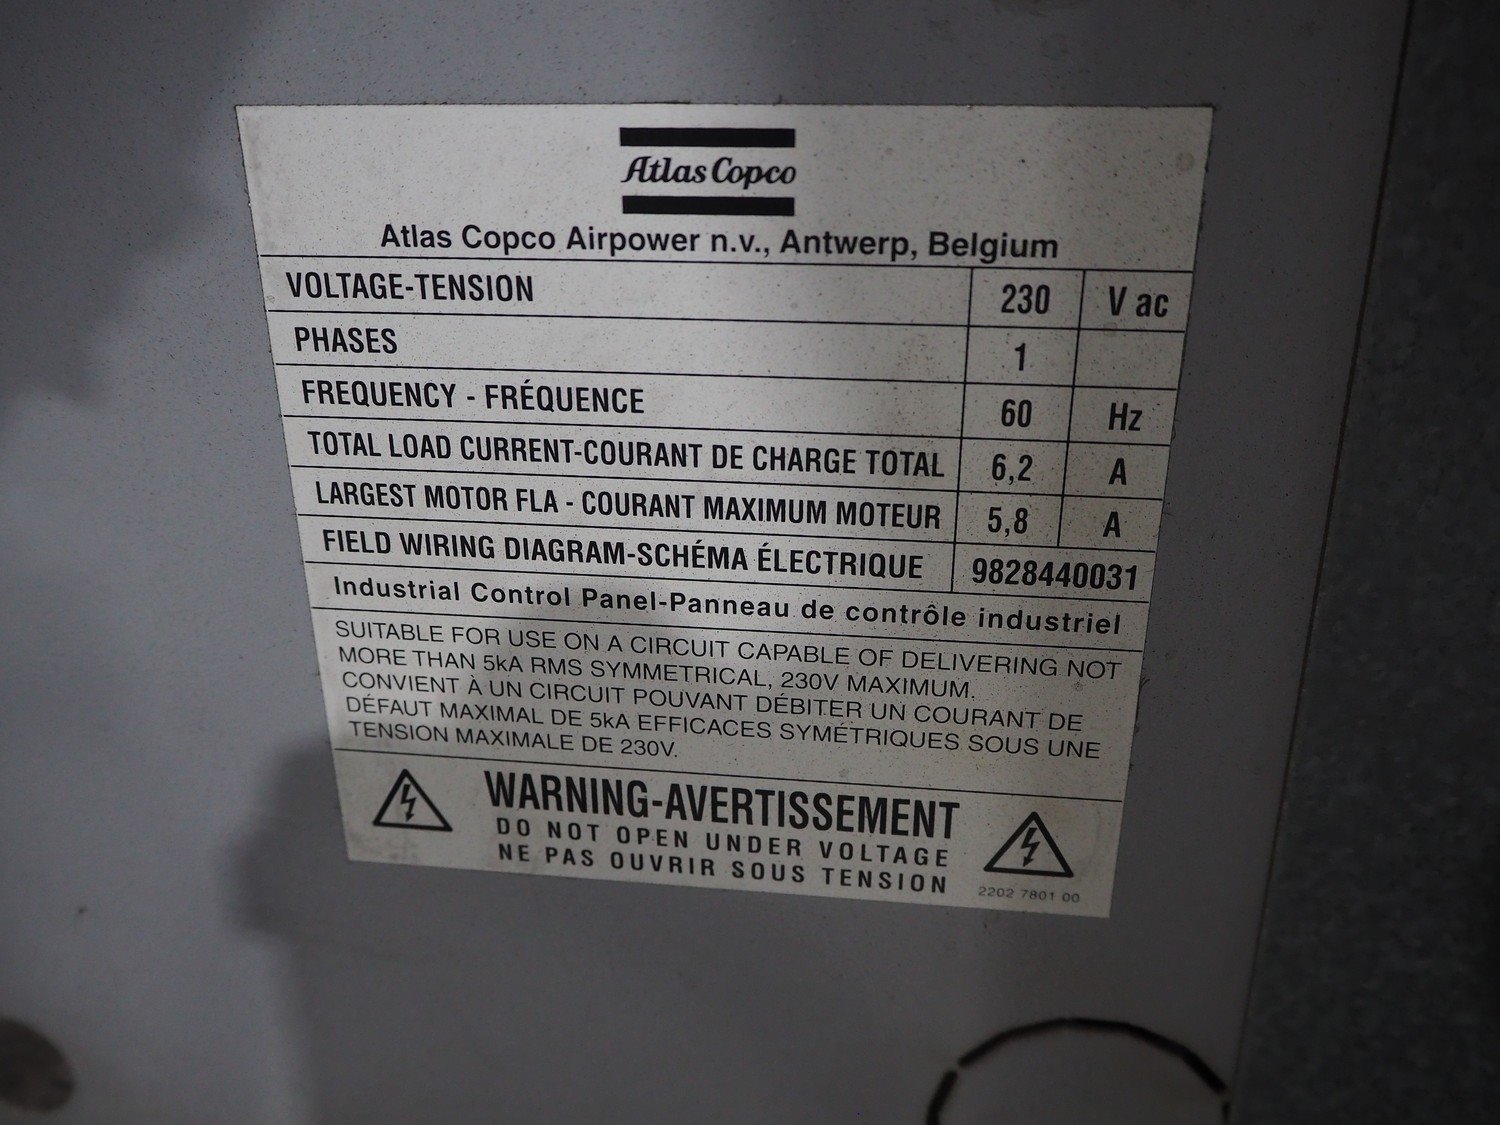 Atlas Copco
Atlas Copco Airpower n.v., Antwerp, Belgium
VOLTAGE-TENSION 230 V ac
PHASES 1
FREQUENCY - FRÉQUENCE 60 Hz
TOTAL LOAD CURRENT-COURANT DE CHARGE TOTAL 6,2 A
LARGEST MOTOR FLA - COURANT MAXIMUM MOTEUR 5,8 A
FIELD WIRING DIAGRAM-SCHÉMA ÉLECTRIQUE 9828440031
Industrial Control Panel-Panneau de contrôle industriel
SUITABLE FOR USE ON A CIRCUIT CAPABLE OF DELIVERING NOT
MORE THAN 5kA RMS SYMMETRICAL, 230V MAXIMUM.
CONVIENT À UN CIRCUIT POUVANT DÉBITER UN COURANT DE
DÉFAUT MAXIMAL DE 5kA EFFICACES SYMÉTRIQUES SOUS UNE
TENSION MAXIMALE DE 230V.
WARNING-AVERTISSEMENT
DO NOT OPEN UNDER VOLTAGE
NE PAS OUVRIR SOUS TENSION
2202 7801 00